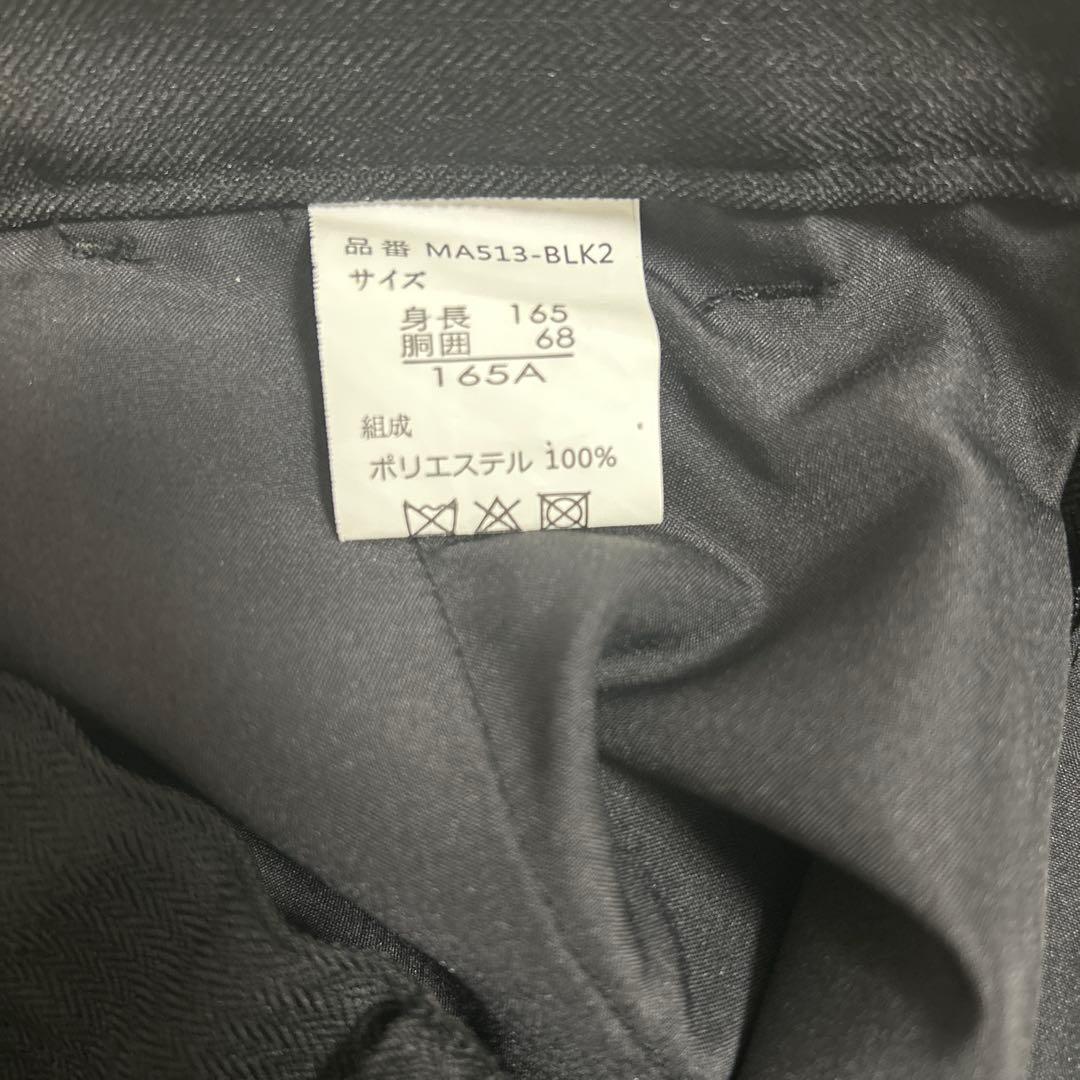 品番 MA513-BLK2
サイズ
身長 165
胴囲 68
165A
組成
ポリエステル 100%